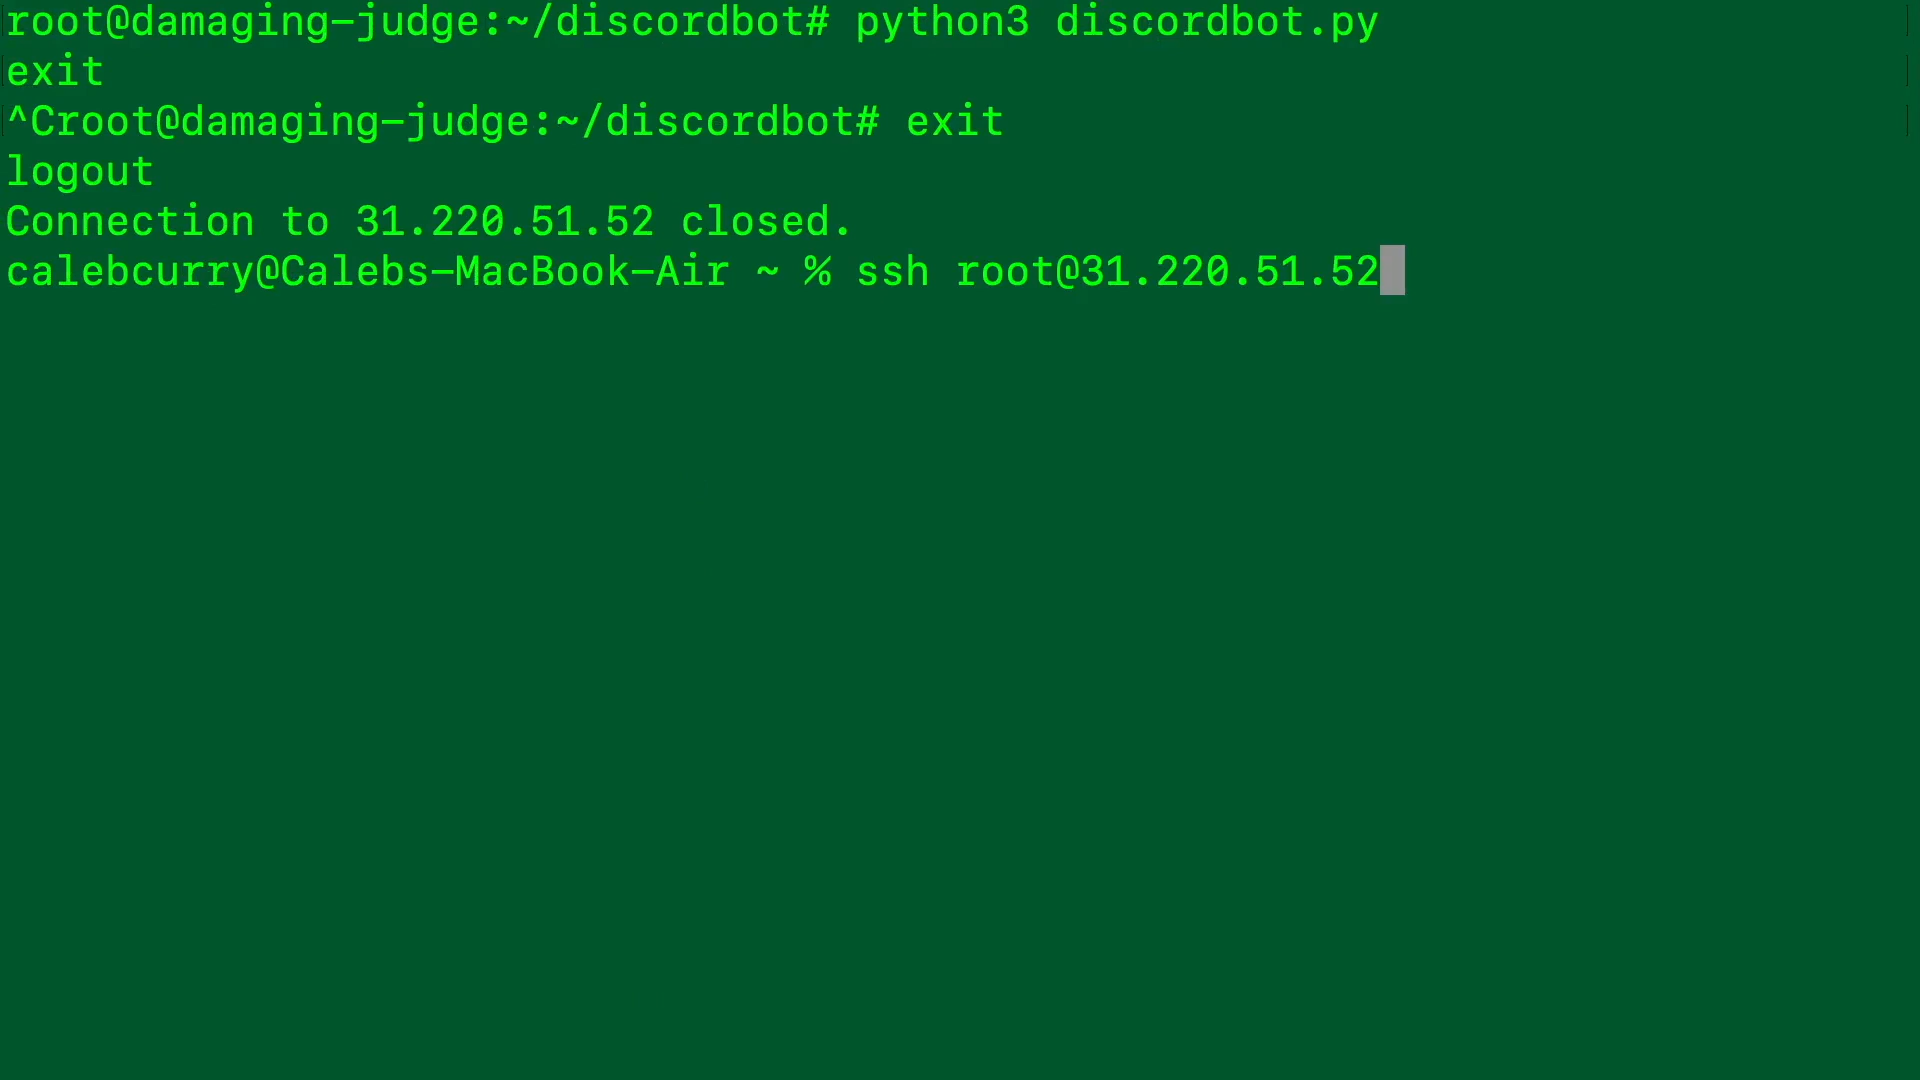 root@damaging-judge:~/discordbot# python3 discordbot.py
exit
^Croot@damaging-judge:~/discordbot# exit
logout
Connection to 31.220.51.52 closed.
calebcurry@Calebs-MacBook-Air ~ % ssh root@31.220.51.52